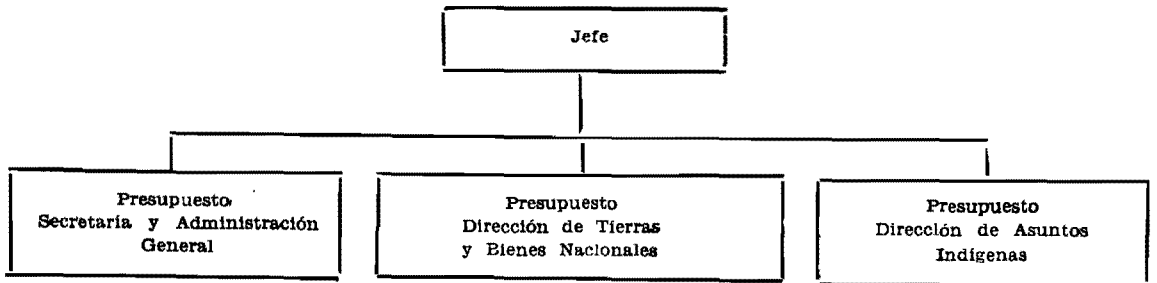 Jefe
Presupuesto
Secretaría y Administración
General
Presupuesto
Dirección de Tierras
y Bienes Nacionales
Presupuesto
Dirección de Asuntos
Indígenas